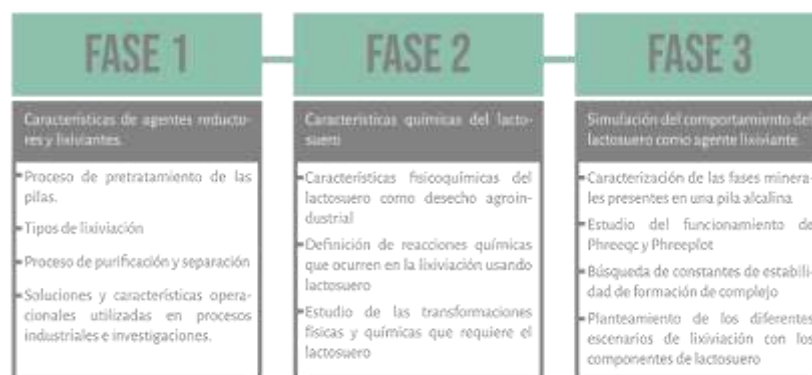 FASE 1
Características de agentes reducto-
res y lixiviantes.
Proceso de pretratamiento de las
pilas.
Tipos de lixiviación
Proceso de purificación y separación
Soluciones y características opera-
cionales utilizadas en procesos
industriales e investigaciones.
FASE 2
Características químicas del lacto-
suero
Características fisicoquímicas del
lactosuero como desecho agroin-
dustrial
Definición de reacciones químicas
que ocurren en la lixiviación usando
lactosuero
Estudio de las transformaciones
físicas y químicas que requiere el
lactosuero
FASE 3
Simulación del comportamiento del
lactosuero como agente lixiviante
Caracterización de las fases minera-
les presentes en una pila alcalina
Estudio del funcionamiento de
Phreeqc y Phreeplot
Búsqueda de constantes de estabili-
dad de formación de complejo
Planteamiento de los diferentes
escenarios de lixiviación con los
componentes de lactosuero